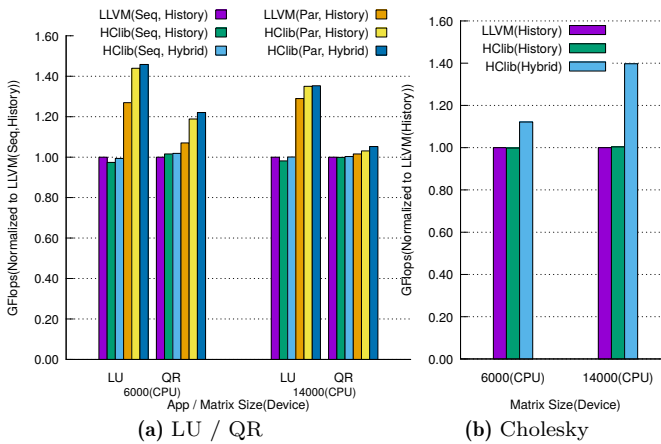 LLVM(Seq, History)
HClib(Seq, History)
HClib(Seq, Hybrid)
LLVM(Par, History)
HClib(Par, History)
HClib(Par, Hybrid)
GFlops(Normalized to LLVM(Seq,History))
1.60
1.40
1.20
1.00
0.80
0.60
0.40
0.20
0.00
LU QR LU QR
6000(CPU) 14000(CPU)
App / Matrix Size(Device)
(a) LU / QR
LLVM(History)
HClib(History)
HClib(Hybrid)
GFlops(Normalized to LLVM(History))
1.60
1.40
1.20
1.00
0.80
0.60
0.40
0.20
0.00
6000(CPU) 14000(CPU)
Matrix Size(Device)
(b) Cholesky